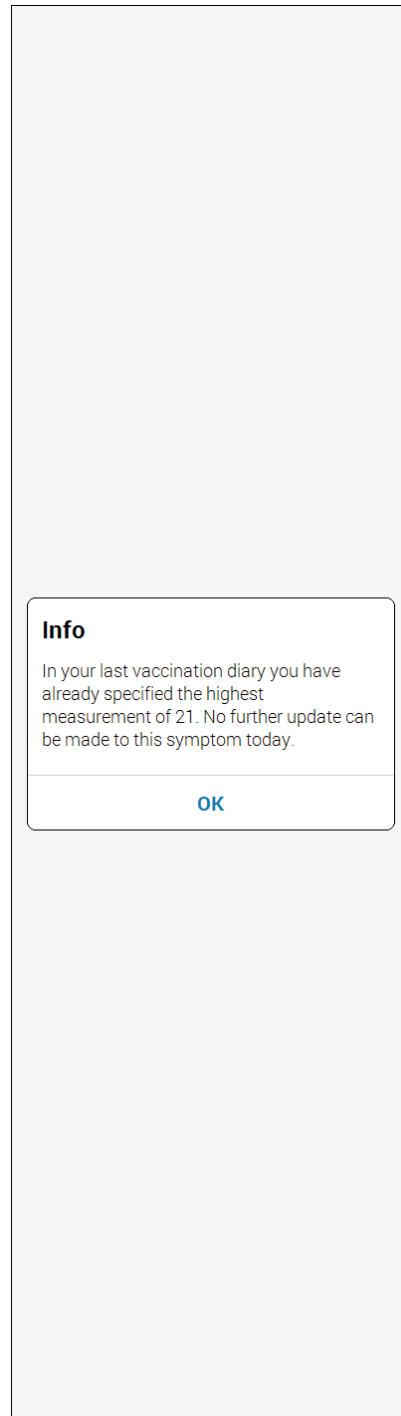 Info
In your last vaccination diary you have
already specified the highest
measurement of 21. No further update can
be made to this symptom today.
OK